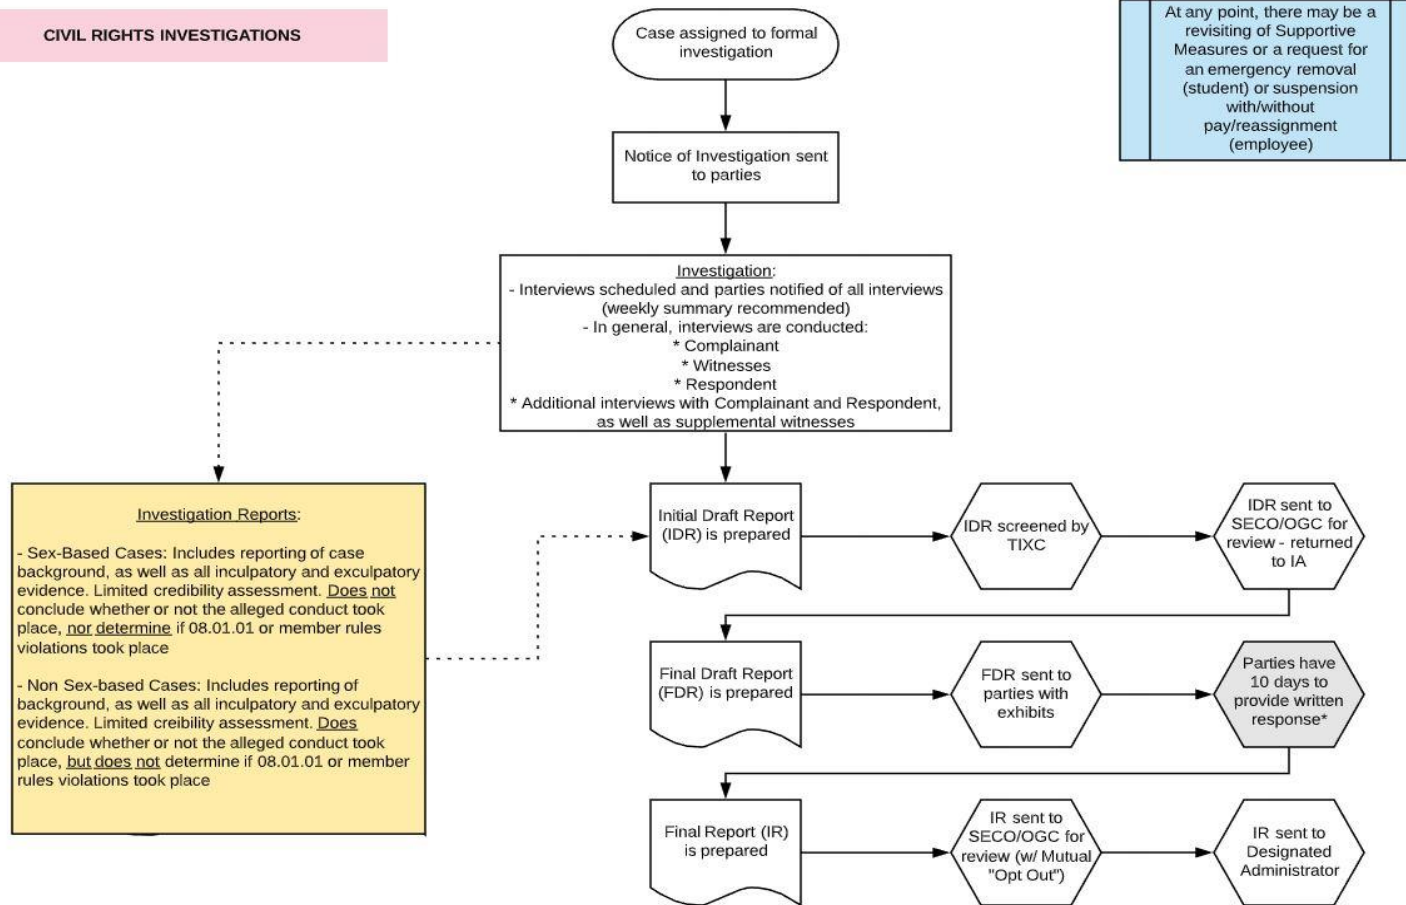 CIVIL RIGHTS INVESTIGATIONS
Case assigned to formal
investigation
At any point, there may be a
revisiting of Supportive
Measures or a request for
an emergency removal
(student) or suspension
with/without
pay/reassignment
(employee)
Notice of Investigation sent
to parties
Investigation:
- Interviews scheduled and parties notified of all interviews
(weekly summary recommended)
- In general, interviews are conducted:
* Complainant
* Witnesses
* Respondent
* Additional interviews with Complainant and Respondent,
as well as supplemental witnesses
Investigation Reports:
- Sex-Based Cases: Includes reporting of case
background, as well as all inculpatory and exculpatory
evidence. Limited credibility assessment. Does not
conclude whether or not the alleged conduct took
place, nor determine if 08.01.01 or member rules
violations took place
- Non Sex-based Cases: Includes reporting of
background, as well as all inculpatory and exculpatory
evidence. Limited creibility assessment. Does
conclude whether or not the alleged conduct took
place, but does not determine if 08.01.01 or member
rules violations took place
Initial Draft Report
(IDR) is prepared
IDR screened by
TIXC
IDR sent to
SECO/OGC for
review - returned
to IA
Final Draft Report
(FDR) is prepared
FDR sent to
parties with
exhibits
Parties have
10 days to
provide written
response*
Final Report (IR)
is prepared
IR sent to
SECO/OGC for
review (w/ Mutual
"Opt Out")
IR sent to
Designated
Administrator